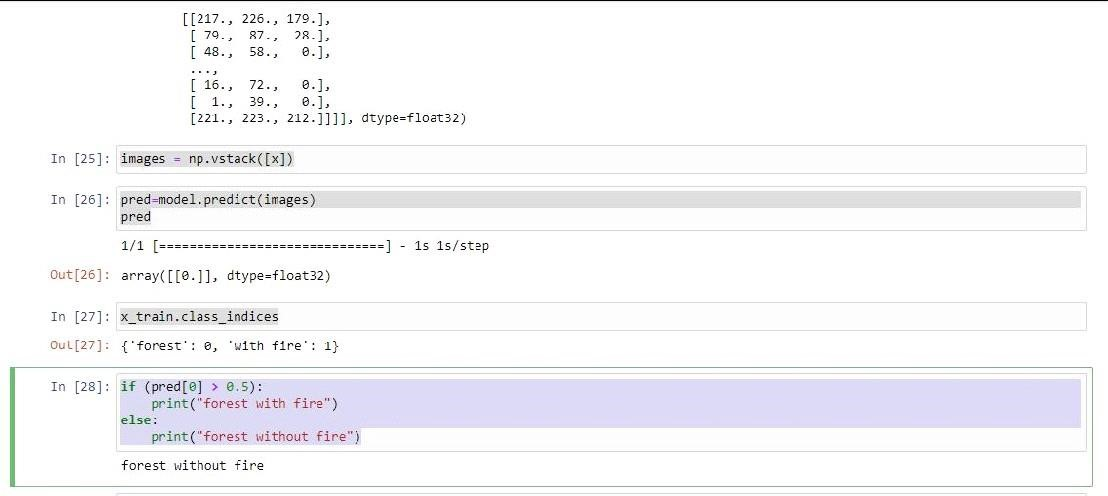 [[217., 226., 179.],
[ 79., 87., 28.],
[ 48., 58., 0.],
...,
[ 16., 72., 0.],
[ 1., 39., 0.],
[221., 223., 212.]]]], dtype=float32)
In [25]: images = np.vstack([x])
In [26]: pred=model.predict(images)
pred
1/1 [==============================] - 1s 1s/step
Out[26]: array([[0.]], dtype=float32)
In [27]: x_train.class_indices
Out[27]: {'forest': 0, 'with fire': 1}
In [28]: if (pred[0] > 0.5):
print("forest with fire")
else:
print("forest without fire")
forest without fire